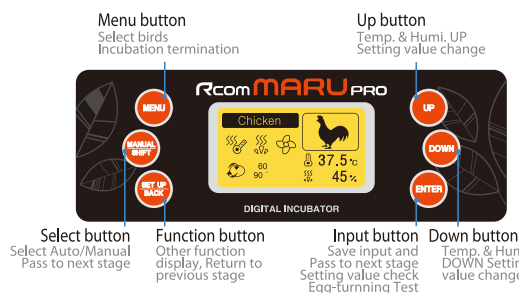 Menu button
Select birds
Incubation termination
Up button
Temp. & Humi. UP
Setting value change
Rcom MARU PRO
MENU
MANUAL
SHIFT
SET UP
BACK
Chicken
60
90
37.5 ℃
45 %
UP
DOWN
ENTER
DIGITAL INCUBATOR
Select button
Select Auto/Manual
Pass to next stage
Function button
Other function
display, Return to
previous stage
Input button
Save input and
Pass to next stage
Setting value check
Egg-turnning Test
Down button
Temp. & Hum
DOWN Settin
value change